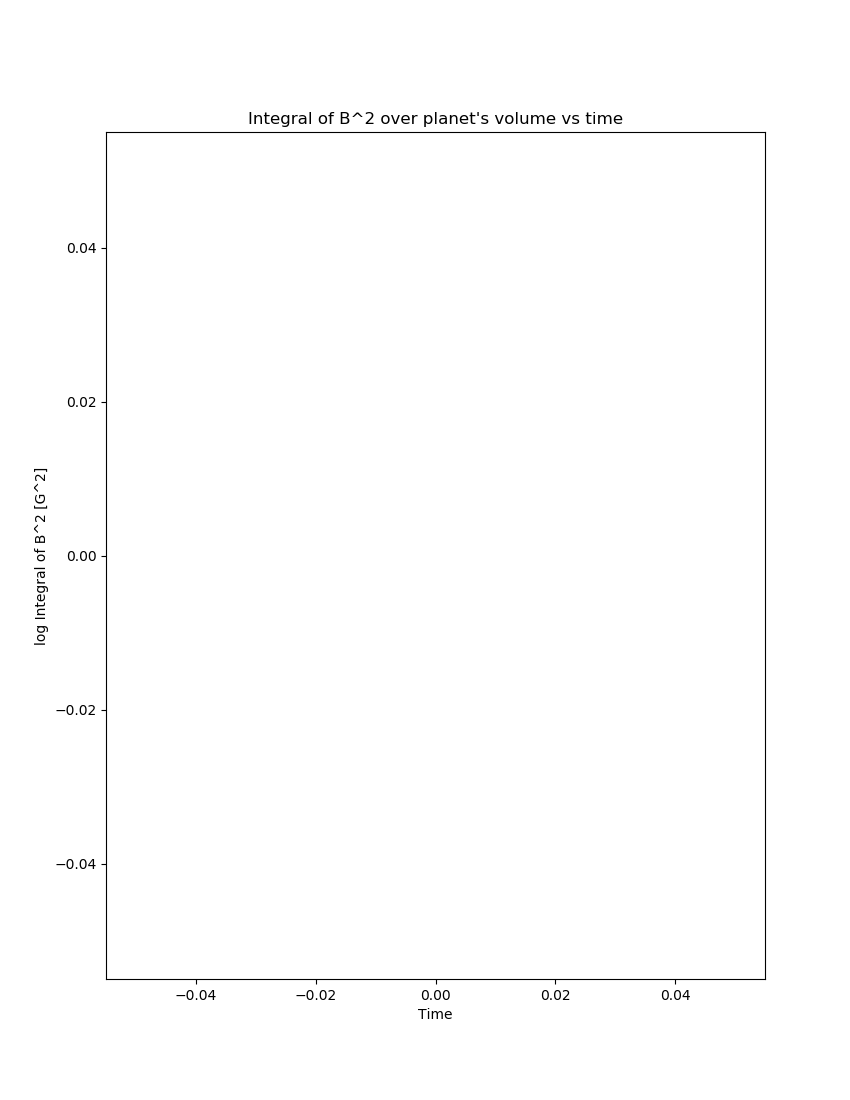 Integral of B^2 over planet's volume vs time
log Integral of B^2 [G^2]
0.04
0.02
0.00
−0.02
−0.04
−0.04 −0.02 0.00 0.02 0.04
Time